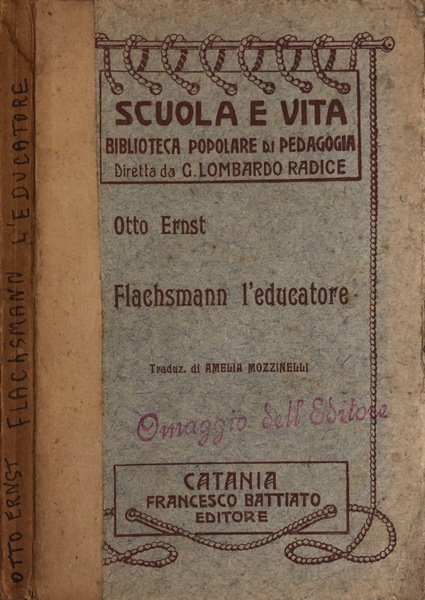 OTTO ERNST FLACHSMANN L'EDUCATORE
SCUOLA E VITA
BIBLIOTECA POPOLARE DI PEDAGOGIA
Diretta da G. LOMBARDO RADICE
Otto Ernst
Flachsmann l'educatore
Traduz. di AMELIA MOZZINELLI
Omaggio dell'Editore
CATANIA
FRANCESCO BATTIATO
EDITORE